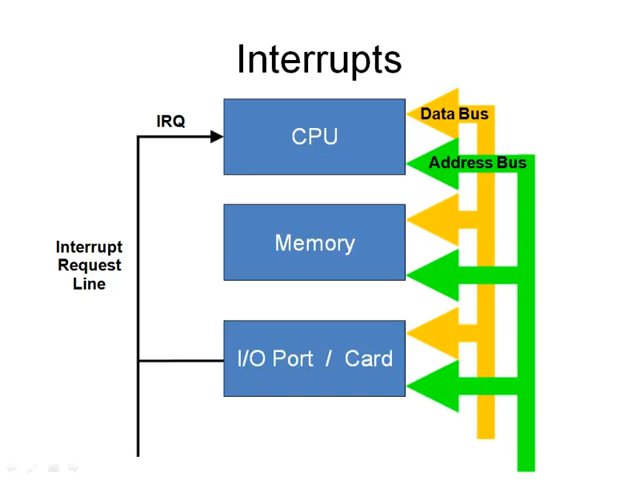 Interrupts
IRQ
CPU
Data Bus
Address Bus
Interrupt
Request
Line
Memory
I/O Port / Card